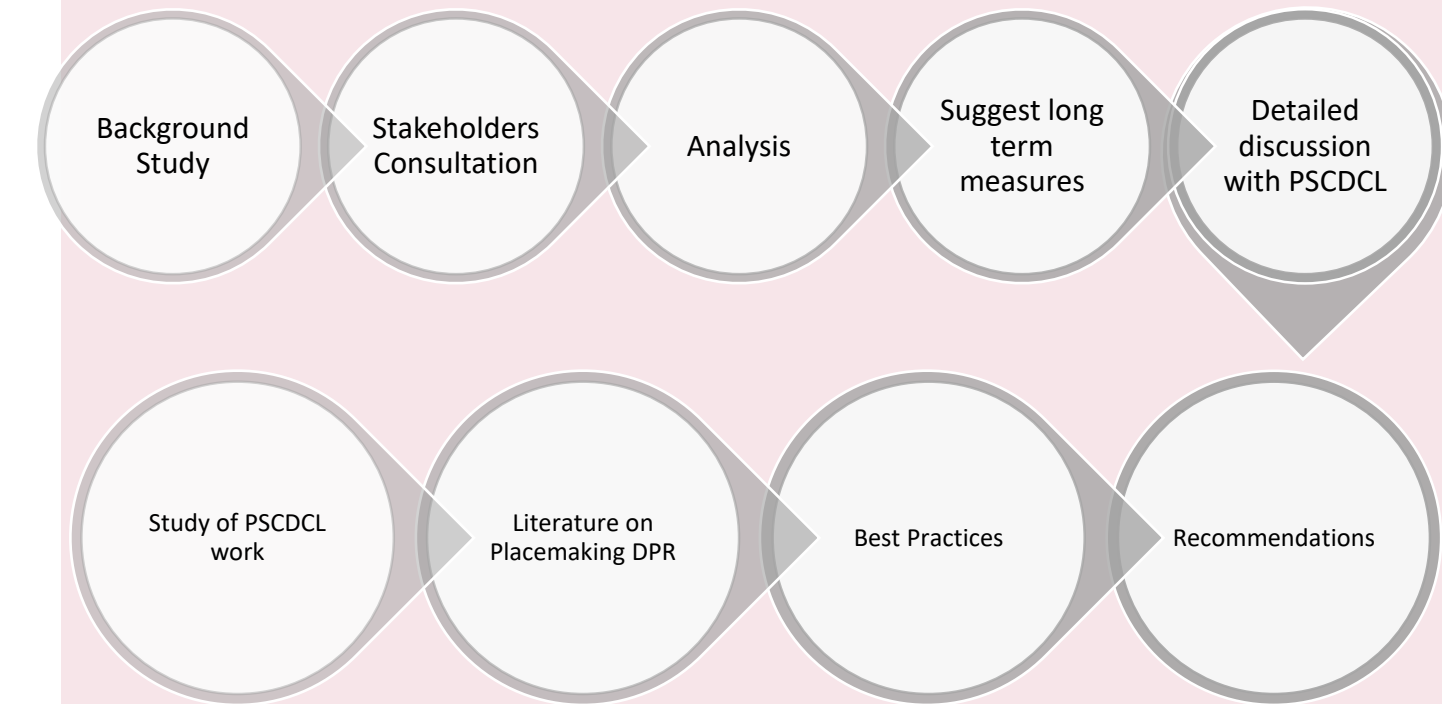 Background
Study
Stakeholders
Consultation
Analysis
Suggest long
term
measures
Detailed
discussion
with PSCDCL
Study of PSCDCL
work
Literature on
Placemaking DPR
Best Practices
Recommendations